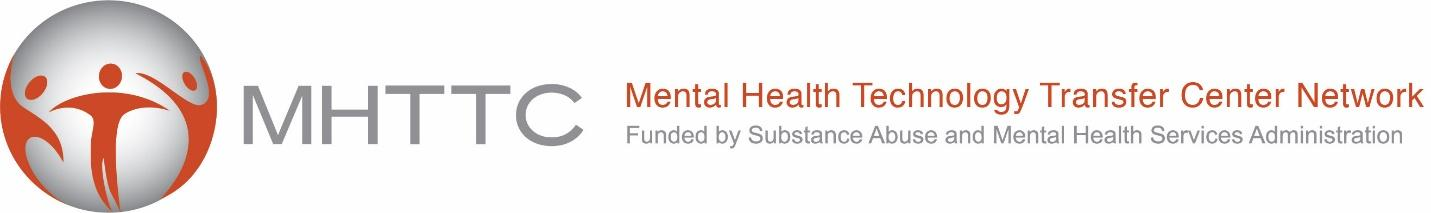 MHTTC
Mental Health Technology Transfer Center Network
Funded by Substance Abuse and Mental Health Services Administration